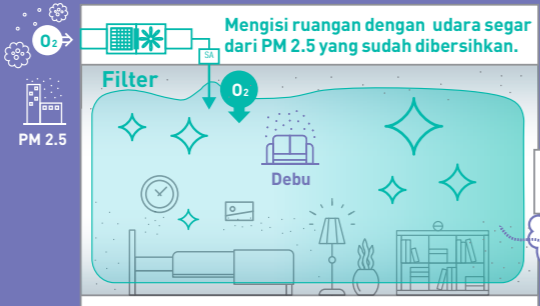 Mengisi ruangan dengan udara segar
dari PM 2.5 yang sudah dibersihkan.
O₂
SA
Filter
O₂
PM 2.5
Debu